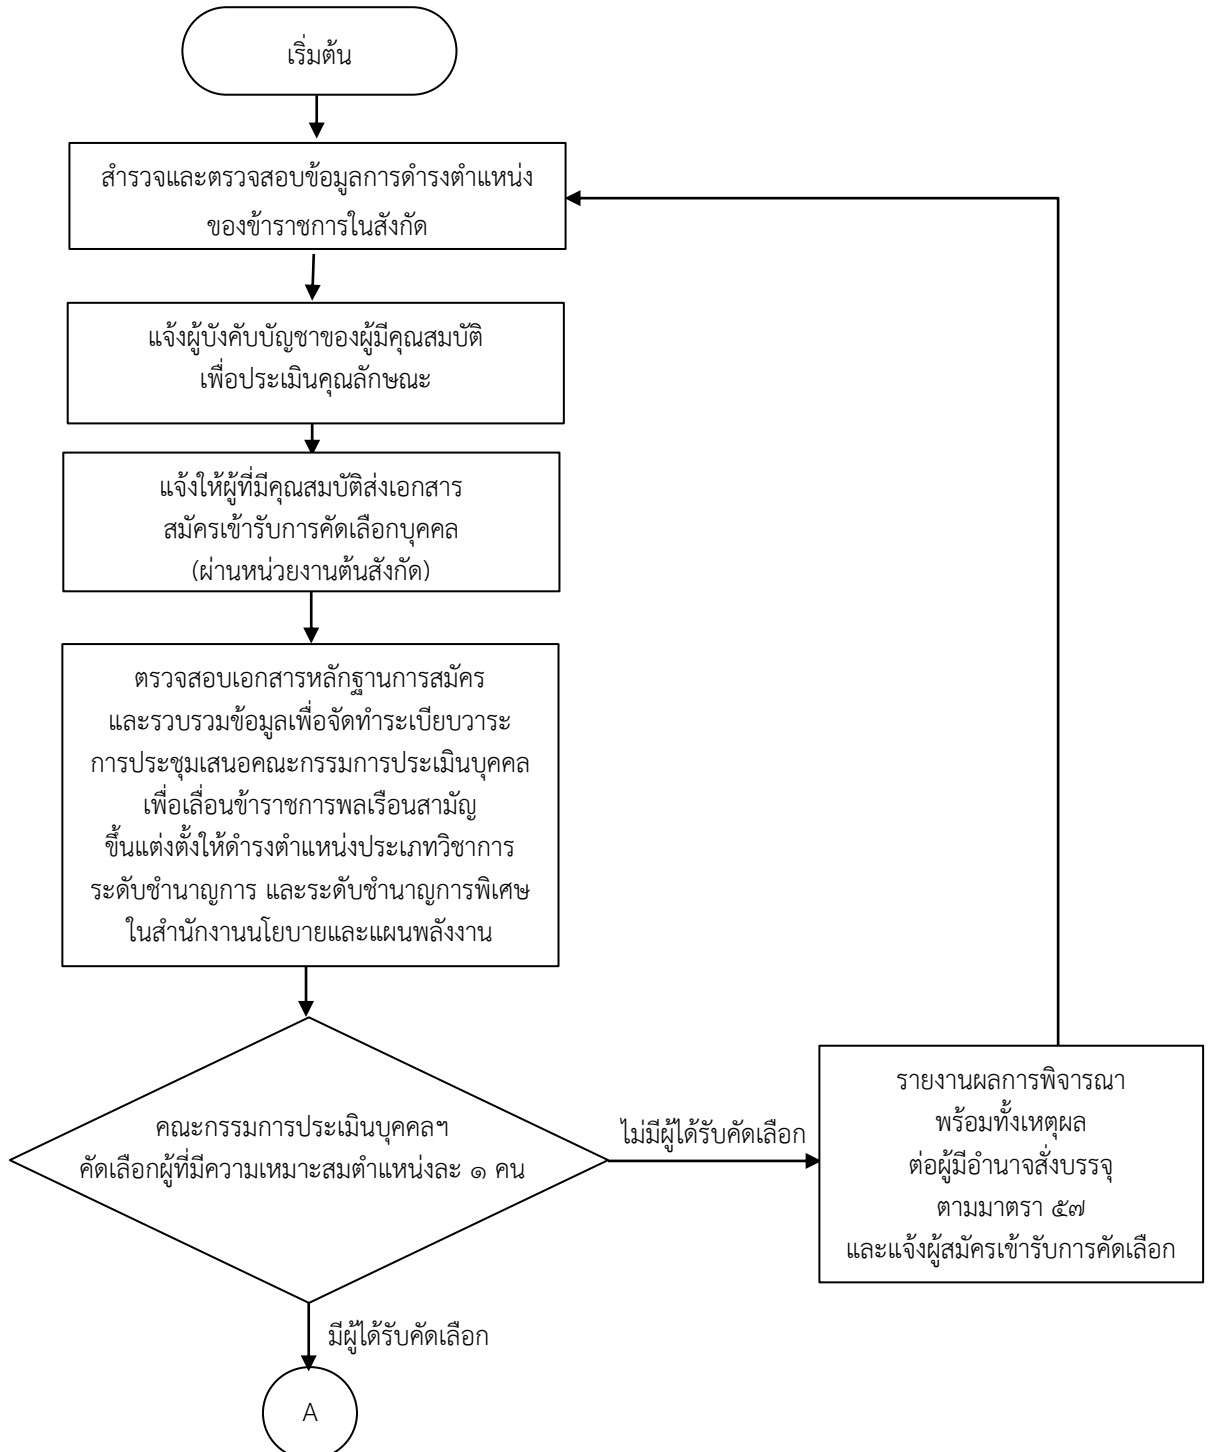 เริ่มต้น
สำรวจและตรวจสอบข้อมูลการดำรงตำแหน่ง
ของข้าราชการในสังกัด
แจ้งผู้บังคับบัญชาของผู้มีคุณสมบัติ
เพื่อประเมินคุณลักษณะ
แจ้งให้ผู้ที่มีคุณสมบัติส่งเอกสาร
สมัครเข้ารับการคัดเลือกบุคคล
(ผ่านหน่วยงานต้นสังกัด)
ตรวจสอบเอกสารหลักฐานการสมัคร
และรวบรวมข้อมูลเพื่อจัดทำระเบียบวาระ
การประชุมเสนอคณะกรรมการประเมินบุคคล
เพื่อเลื่อนข้าราชการพลเรือนสามัญ
ขึ้นแต่งตั้งให้ดำรงตำแหน่งประเภทวิชาการ
ระดับชำนาญการ และระดับชำนาญการพิเศษ
ในสำนักงานนโยบายและแผนพลังงาน
คณะกรรมการประเมินบุคคลฯ
คัดเลือกผู้ที่มีความเหมาะสมตำแหน่งละ ๑ คน
ไม่มีผู้ได้รับคัดเลือก
รายงานผลการพิจารณา
พร้อมทั้งเหตุผล
ต่อผู้มีอำนาจสั่งบรรจุ
ตามมาตรา ๕๗
และแจ้งผู้สมัครเข้ารับการคัดเลือก
มีผู้ได้รับคัดเลือก
A